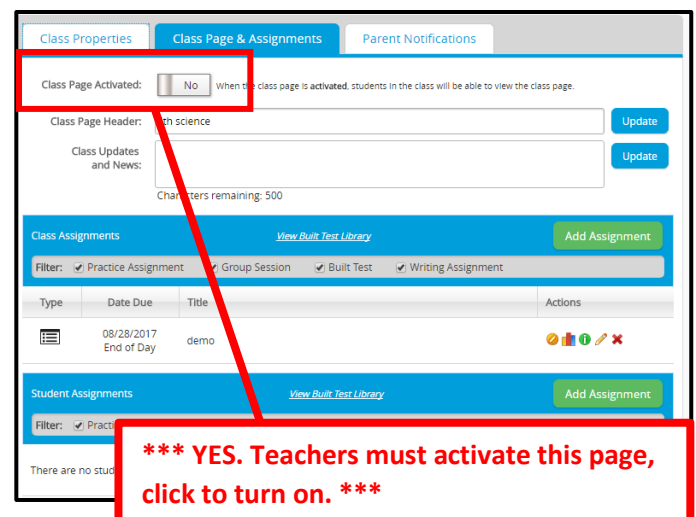 Class Properties
Class Page & Assignments
Parent Notifications
Class Page Activated:
No
When the class page is activated, students in the class will be able to view the class page.
Class Page Header:
th science
Update
Class Updates
and News:
Update
Characters remaining: 500
Class Assignments
View Built Test Library
Add Assignment
Filter: Practice Assignment Group Session Built Test Writing Assignment
Type Date Due Title Actions
08/28/2017
End of Day
demo
Student Assignments
View Built Test Library
Add Assignment
Filter:
There are no
*** YES. Teachers must activate this page,
click to turn on. ***